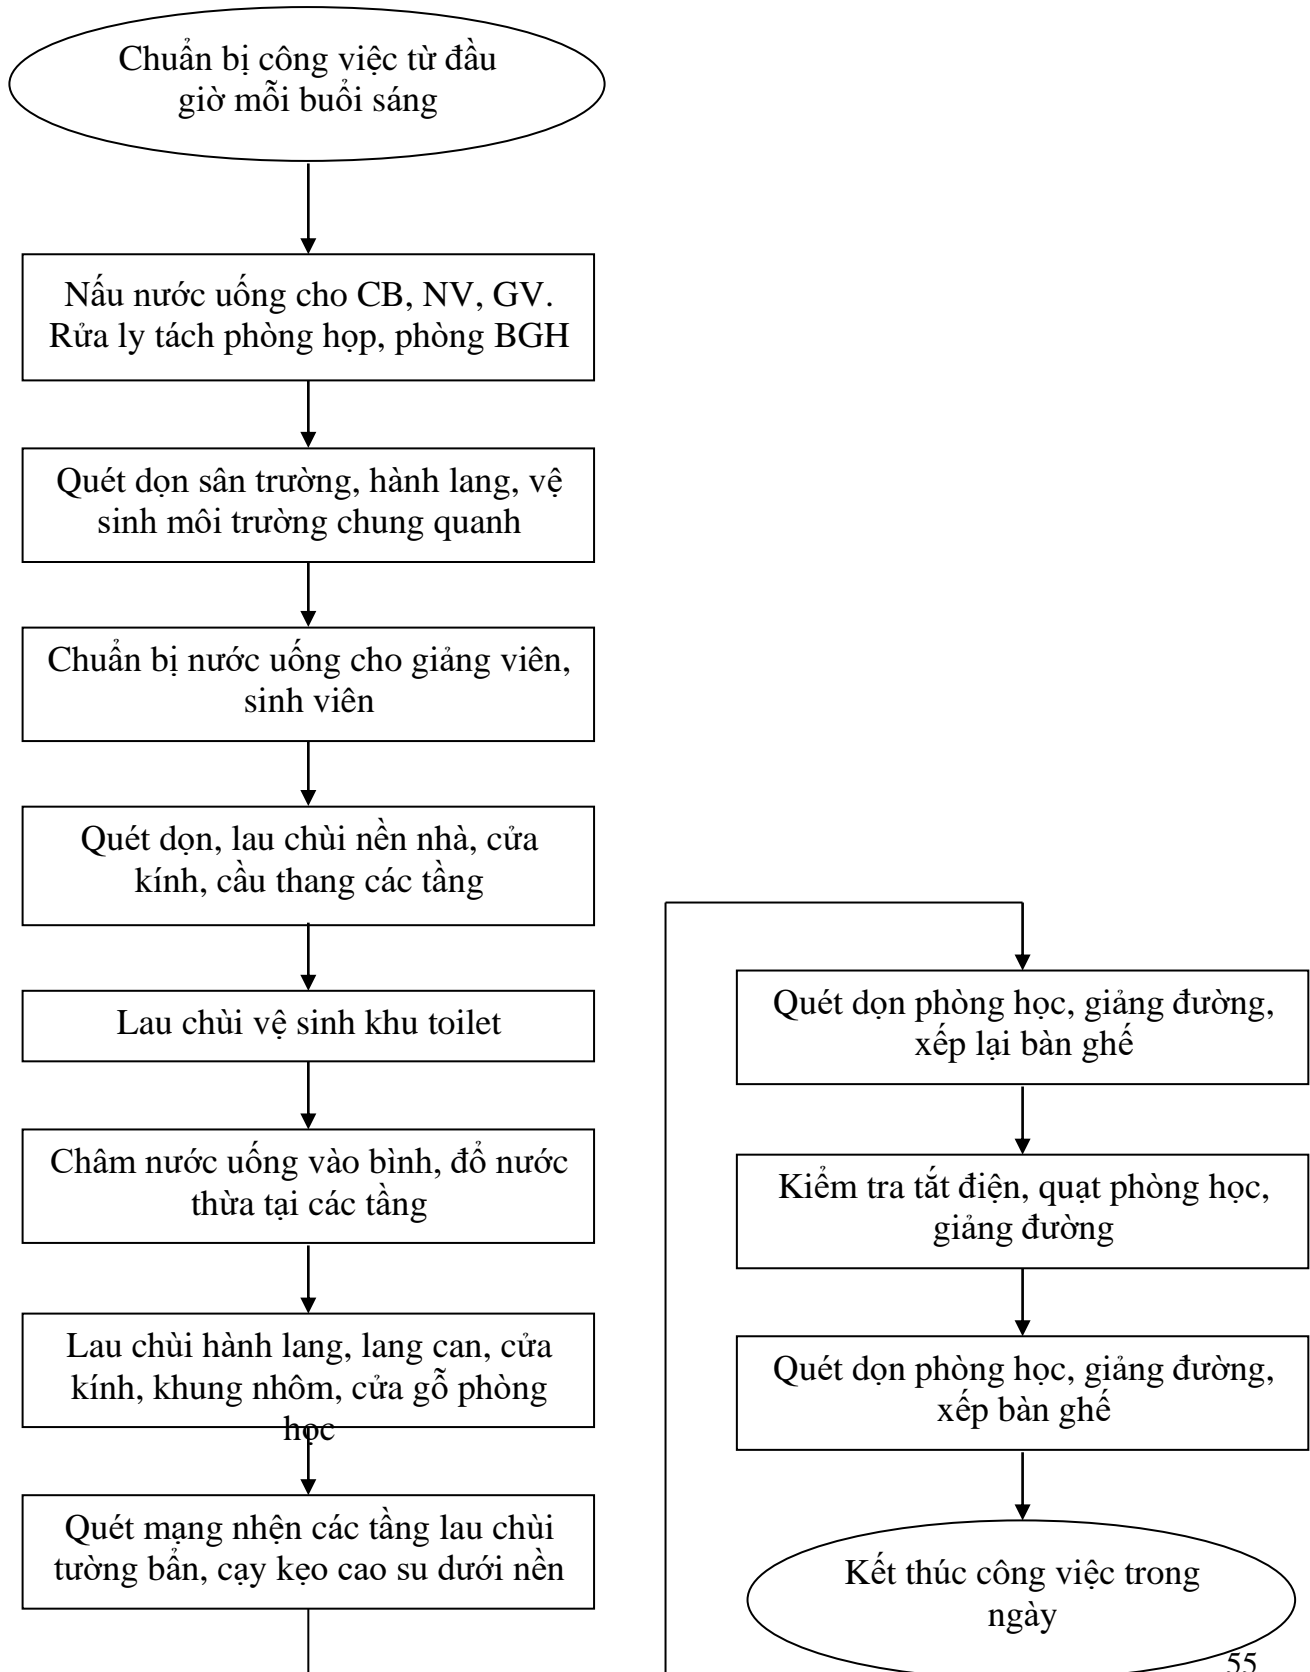 Chuẩn bị công việc từ đầu
giờ mỗi buổi sáng
Nấu nước uống cho CB, NV, GV.
Rửa ly tách phòng họp, phòng BGH
Quét dọn sân trường, hành lang, vệ
sinh môi trường chung quanh
Chuẩn bị nước uống cho giảng viên,
sinh viên
Quét dọn, lau chùi nền nhà, cửa
kính, cầu thang các tầng
Lau chùi vệ sinh khu toilet
Châm nước uống vào bình, đổ nước
thừa tại các tầng
Lau chùi hành lang, lang can, cửa
kính, khung nhôm, cửa gỗ phòng
học
Quét mạng nhện các tầng lau chùi
tường bẩn, cạy kẹo cao su dưới nền
Quét dọn phòng học, giảng đường,
xếp lại bàn ghế
Kiểm tra tắt điện, quạt phòng học,
giảng đường
Quét dọn phòng học, giảng đường,
xếp bàn ghế
Kết thúc công việc trong
ngày
55